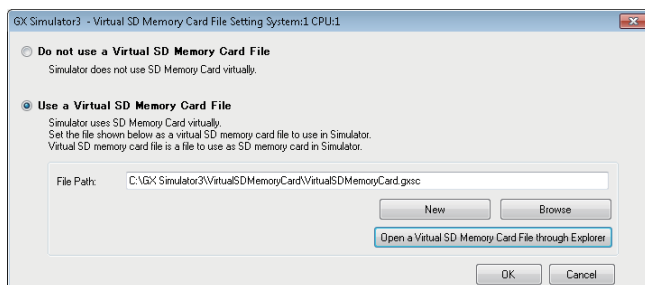 GX Simulator3 - Virtual SD Memory Card File Setting System:1 CPU:1
Do not use a Virtual SD Memory Card File
Simulator does not use SD Memory Card virtually.
Use a Virtual SD Memory Card File
Simulator uses SD Memory Card virtually.
Set the file shown below as a virtual SD memory card file to use in Simulator.
Virtual SD memory card file is a file to use as SD memory card in Simulator.
File Path: C:\GX Simulator3\VirtualSDMemoryCard\VirtualSDMemoryCard.gxsc
New Browse
Open a Virtual SD Memory Card File through Explorer
OK Cancel